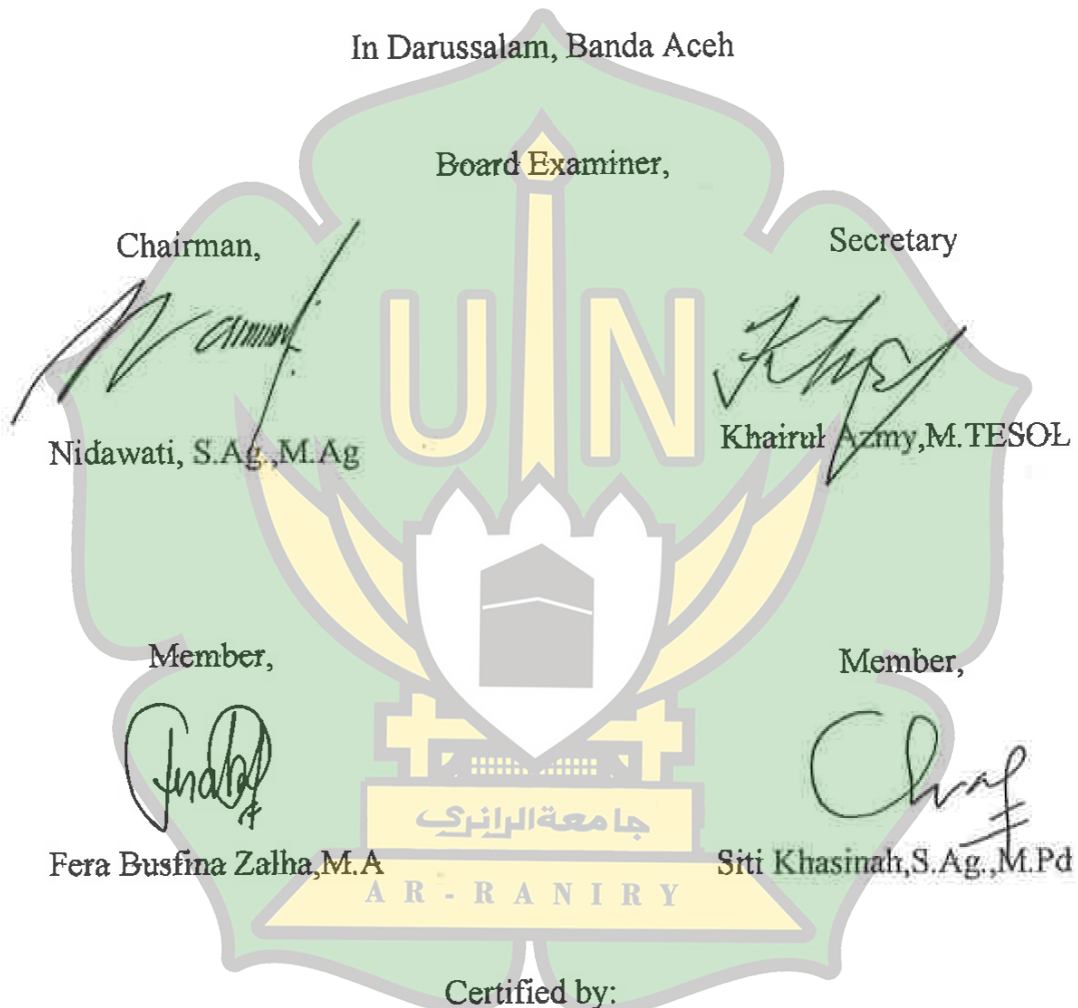 In Darussalam, Banda Aceh
Board Examiner,
Chairman,
Secretary
UIN
Nidawati, S.Ag.,M.Ag
Khairul Azmy,M.TESOL
Member,
Member,
جامعة الرانري
Fera Busfina Zalha,M.A
Siti Khasinah,S.Ag.,M.Pd
AR-RANIRY
Certified by: